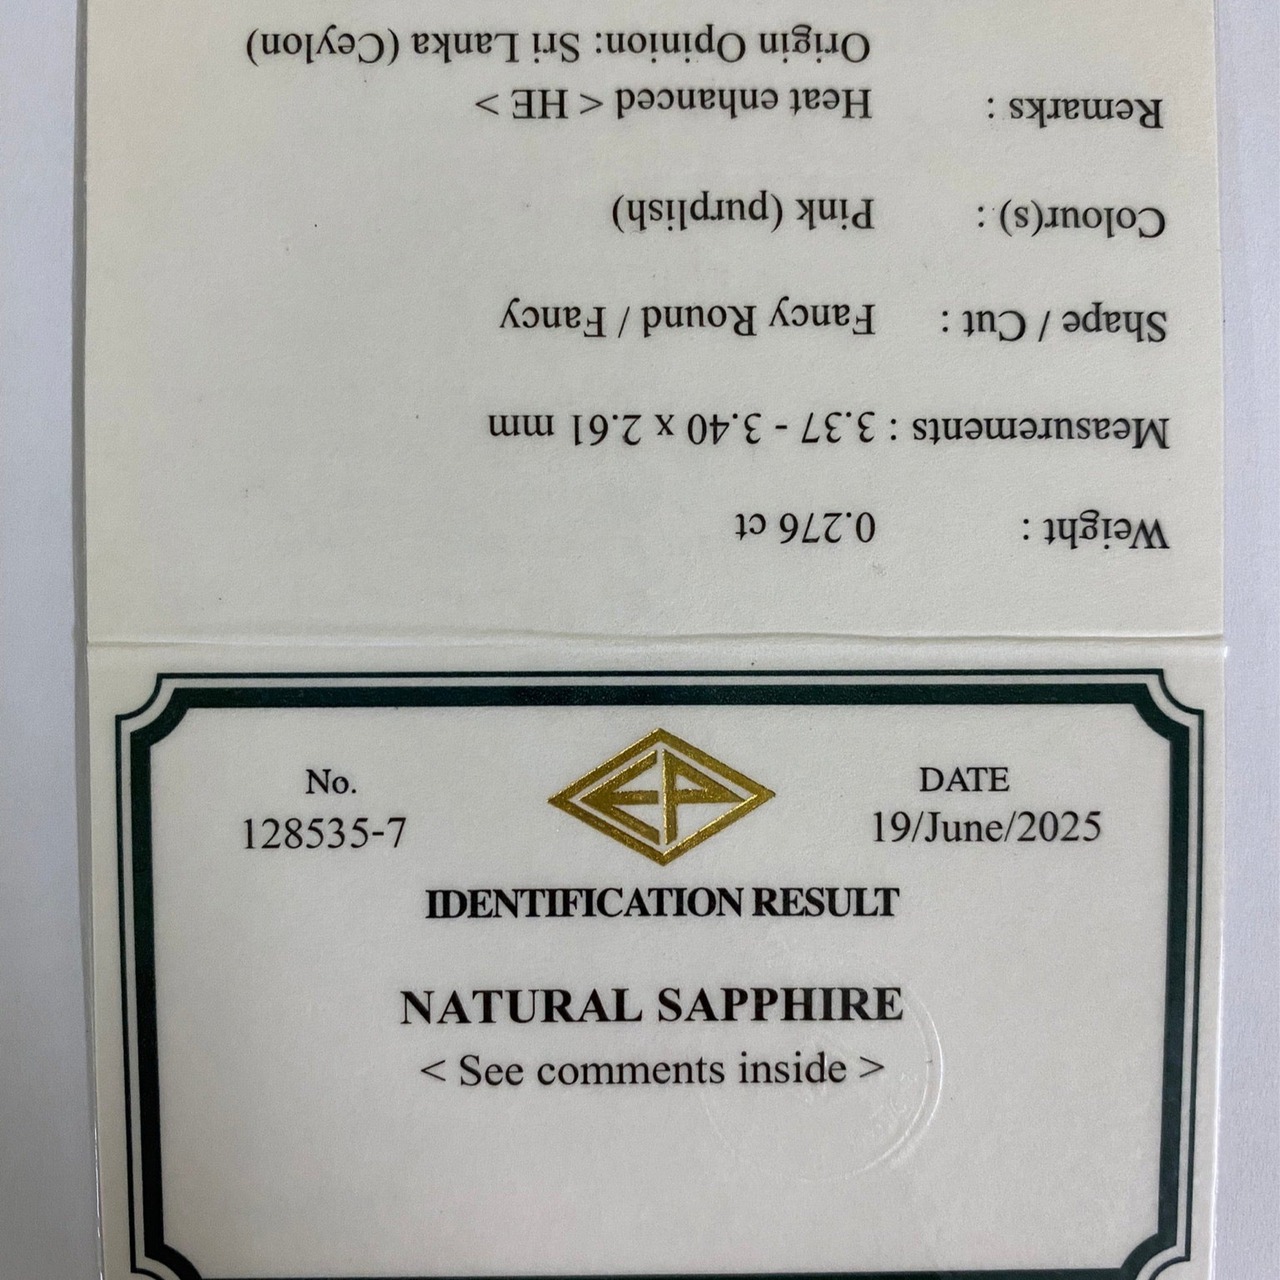 Weight : 0.276 ct
Measurements : 3.37 - 3.40 x 2.61 mm
Shape / Cut : Fancy Round / Fancy
Colour(s) : Pink (purplish)
Remarks : Heat enhanced < HE >
Origin Opinion: Sri Lanka (Ceylon)
EP
No. DATE
128535-7 19/June/2025
IDENTIFICATION RESULT
NATURAL SAPPHIRE
< See comments inside >